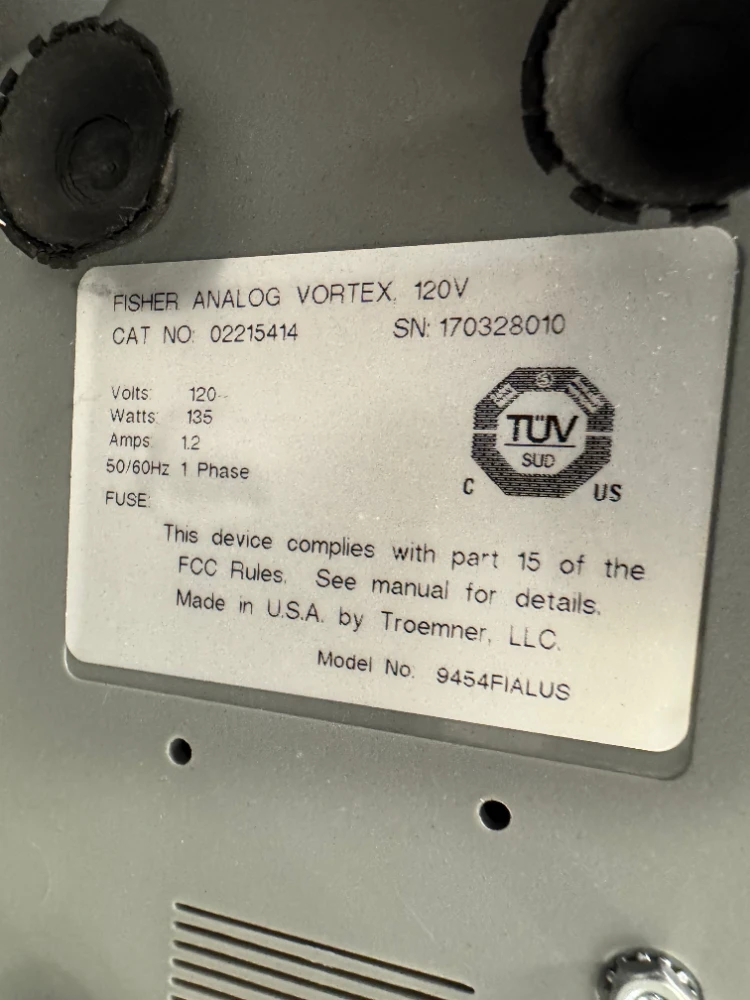 FISHER ANALOG VORTEX, 120V
CAT NO: 02215414 SN: 170328010
Volts: 120
Watts: 135
Amps 1.2
50/60Hz 1 Phase
FUSE:
TÜV
SUD
C US
This device complies with part 15 of the
FCC Rules. See manual for details.
Made in U.S.A. by Troemner, LLC.
Model No. 9454FIALUS